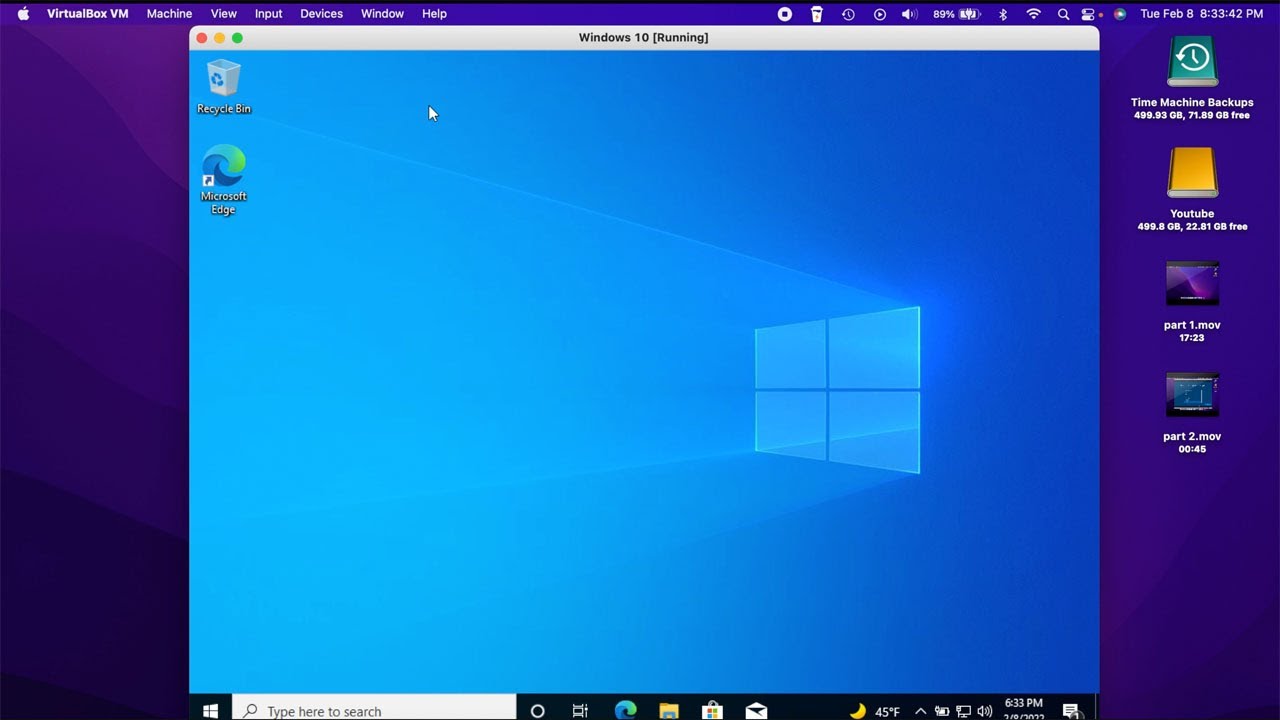 VirtualBox VM Machine View Input Devices Window Help 89% Tue Feb 8 8:33:42 PM
Windows 10 [Running]
Recycle Bin
Microsoft
Edge
Time Machine Backups
499.93 GB, 71.89 GB free
Youtube
499.8 GB, 22.81 GB free
part 1.mov
17:23
part 2.mov
00:45
Type here to search
45°F
6:33 PM
2/8/2022